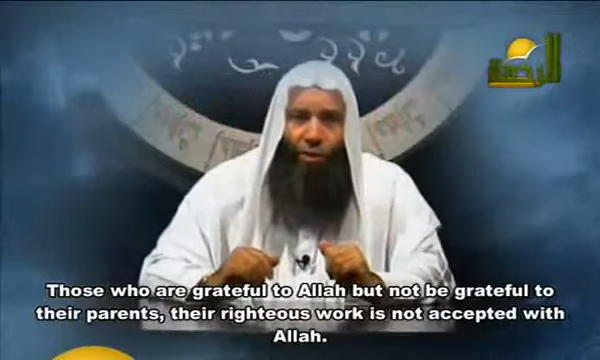 الرحمة
Those who are grateful to Allah but not be grateful to
their parents, their righteous work is not accepted with
Allah.